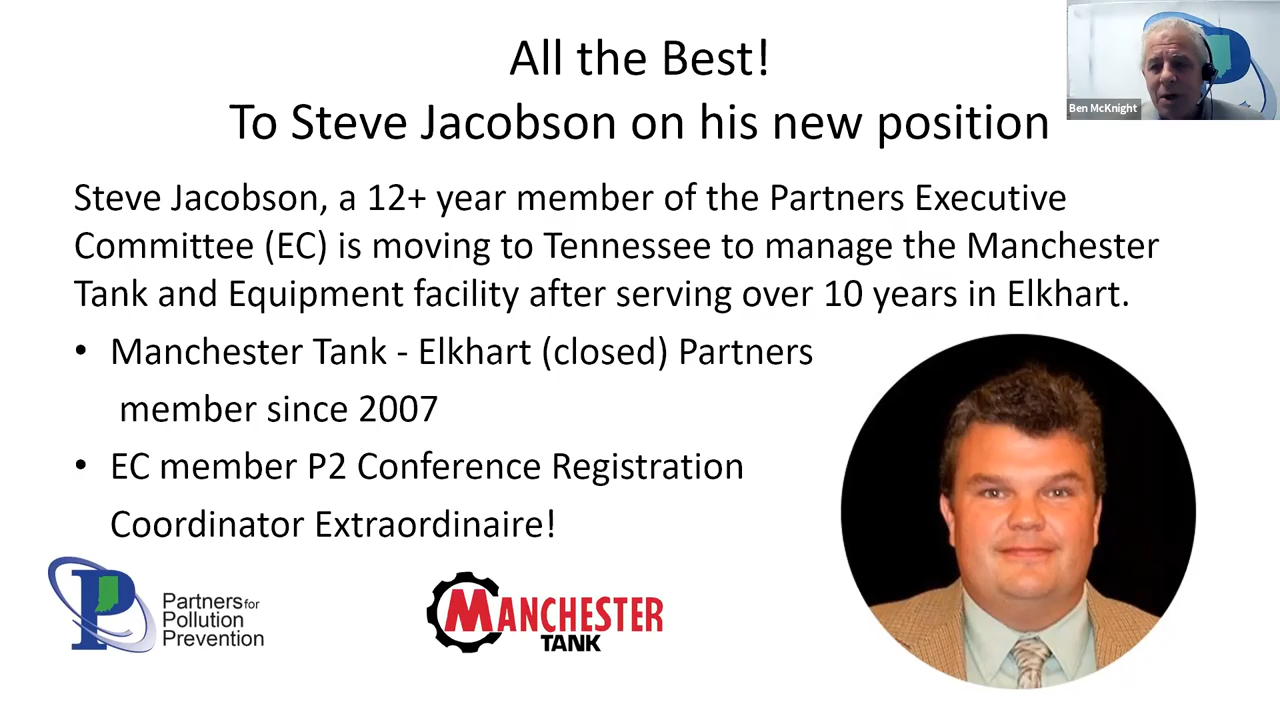 All the Best!
To Steve Jacobson on his new position
Ben McKnight
Steve Jacobson, a 12+ year member of the Partners Executive
Committee (EC) is moving to Tennessee to manage the Manchester
Tank and Equipment facility after serving over 10 years in Elkhart.
• Manchester Tank - Elkhart (closed) Partners
member since 2007
• EC member P2 Conference Registration
Coordinator Extraordinaire!
P
Partners for
Pollution
Prevention
MANCHESTER
TANK